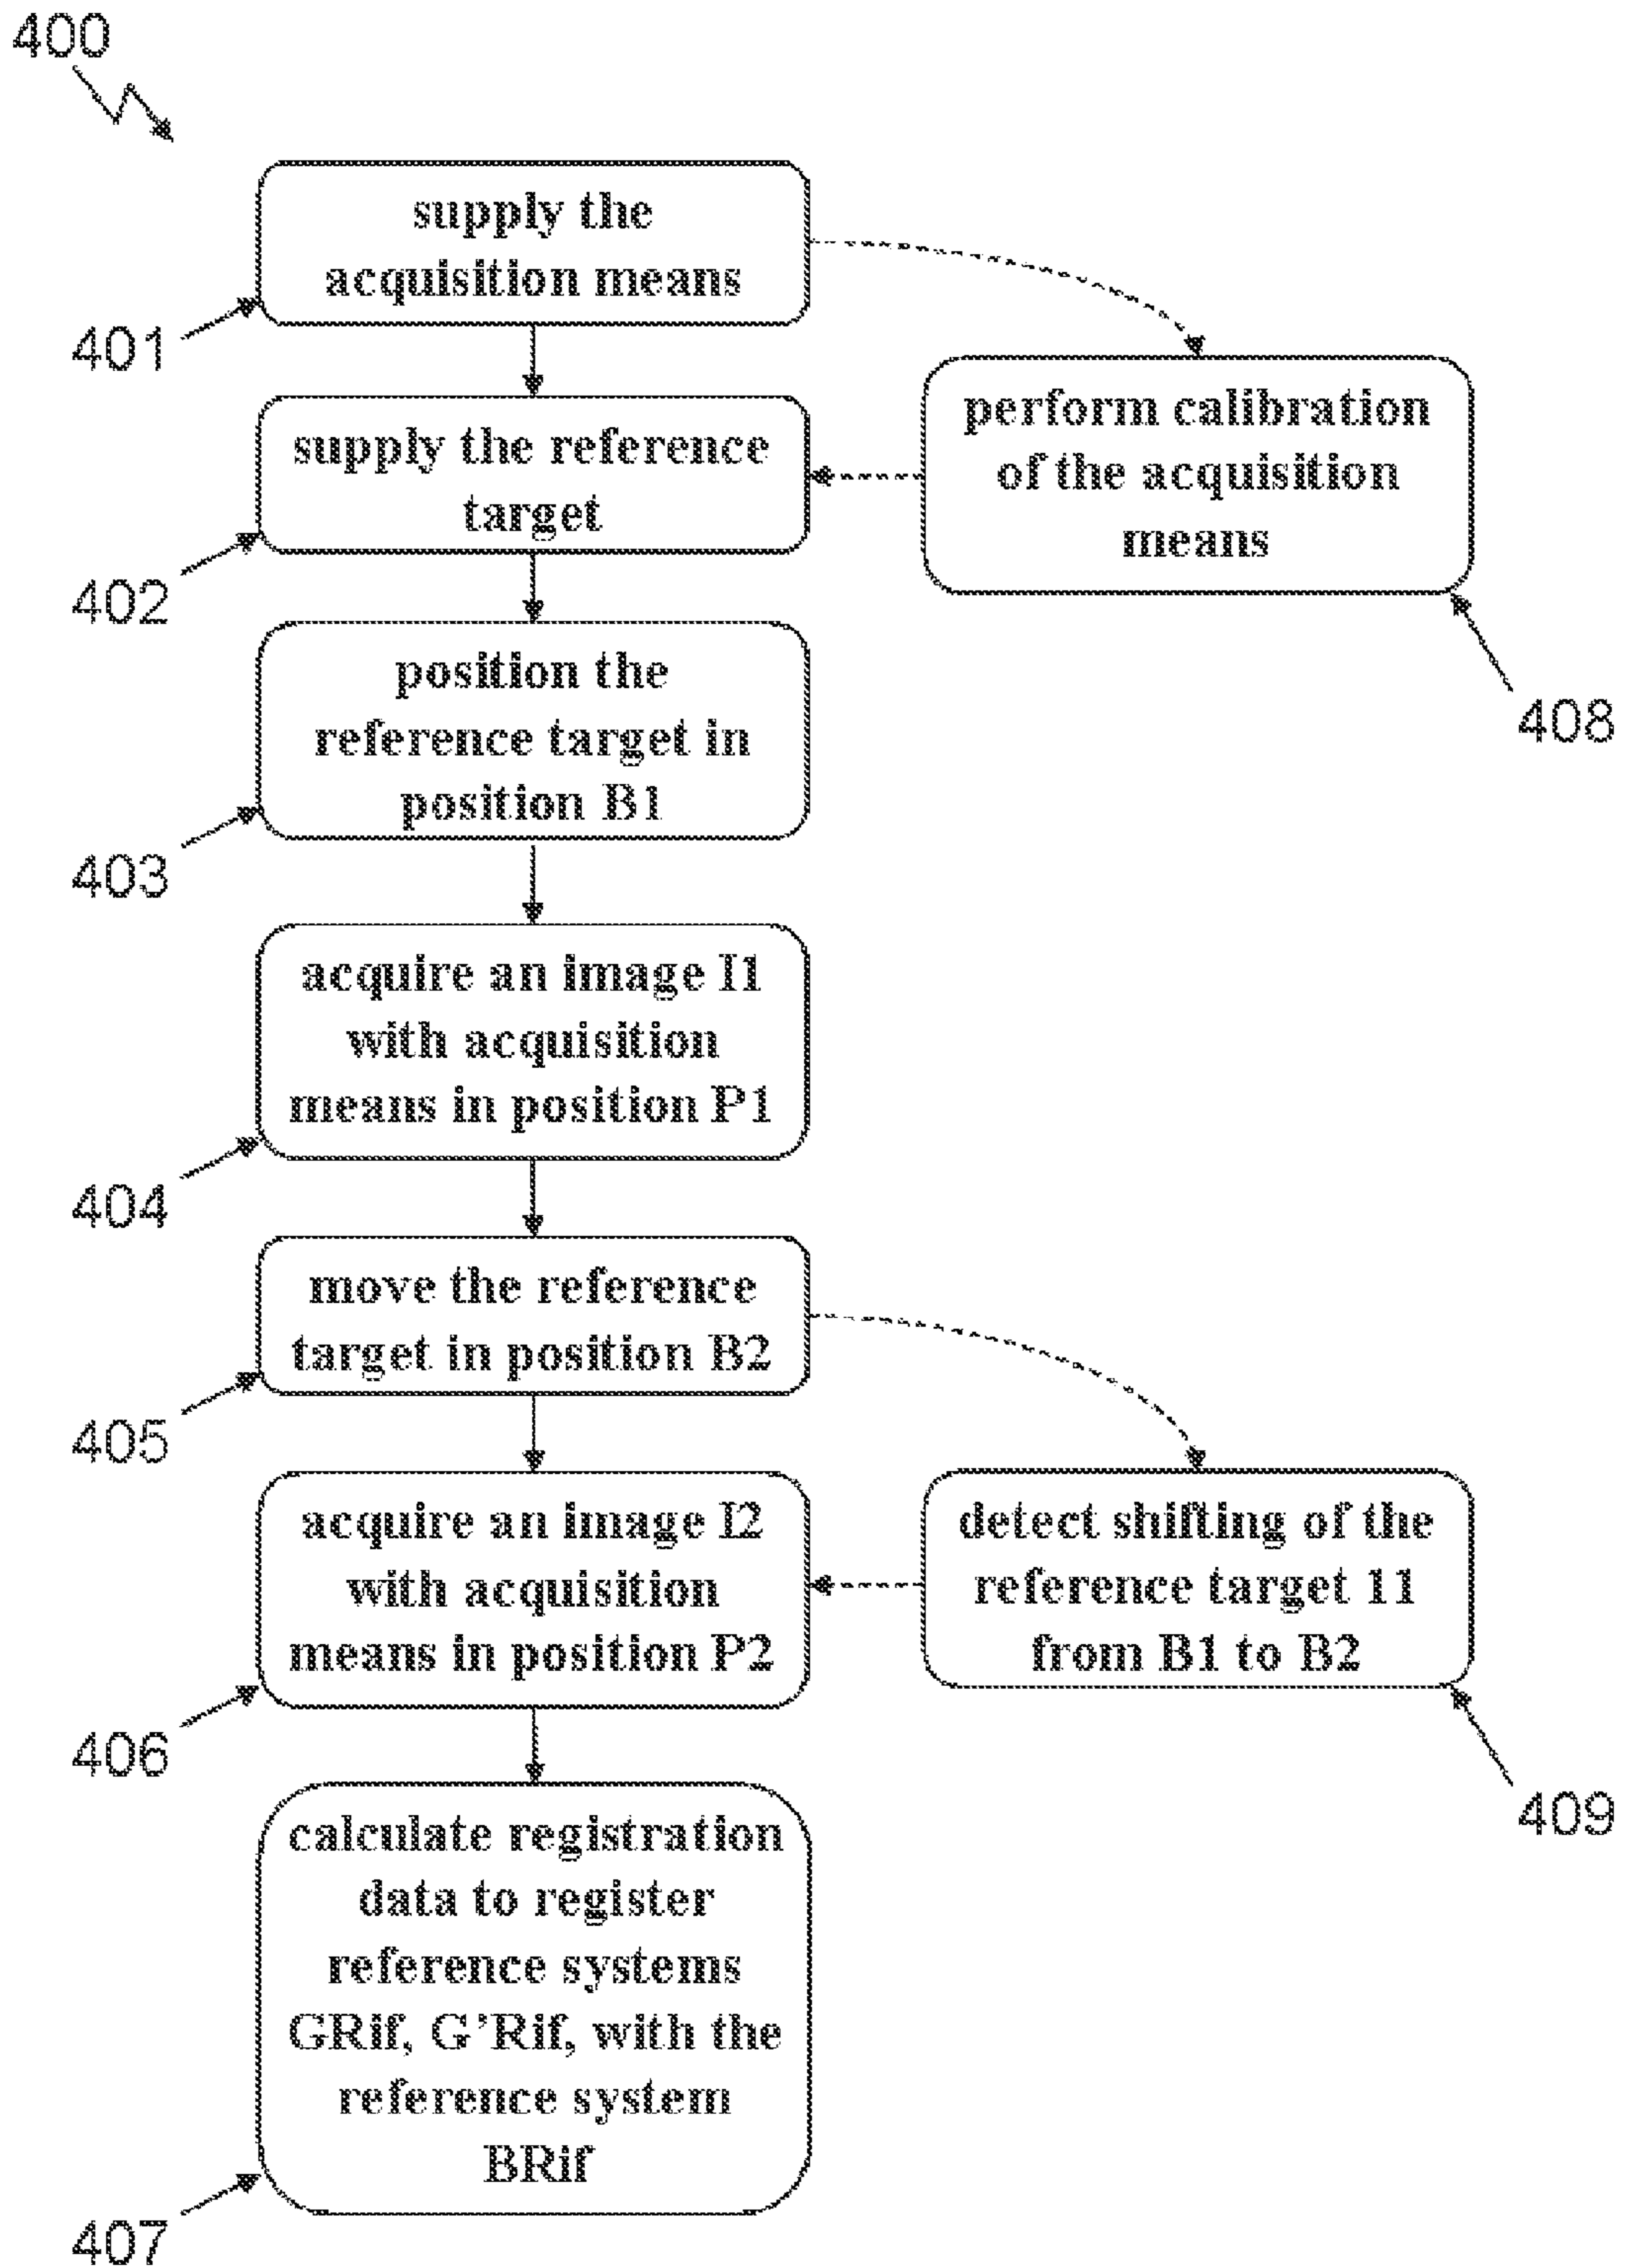 400
supply the
acquisition means
401
perform calibration
of the acquisition
means
408
supply the reference
target
402
position the
reference target in
position B1
403
acquire an image I1
with acquisition
means in position P1
404
move the reference
target in position B2
405
detect shifting of the
reference target 11
from B1 to B2
409
acquire an image I2
with acquisition
means in position P2
406
calculate registration
data to register
reference systems
GRif, G'Rif, with the
reference system
BRif
407